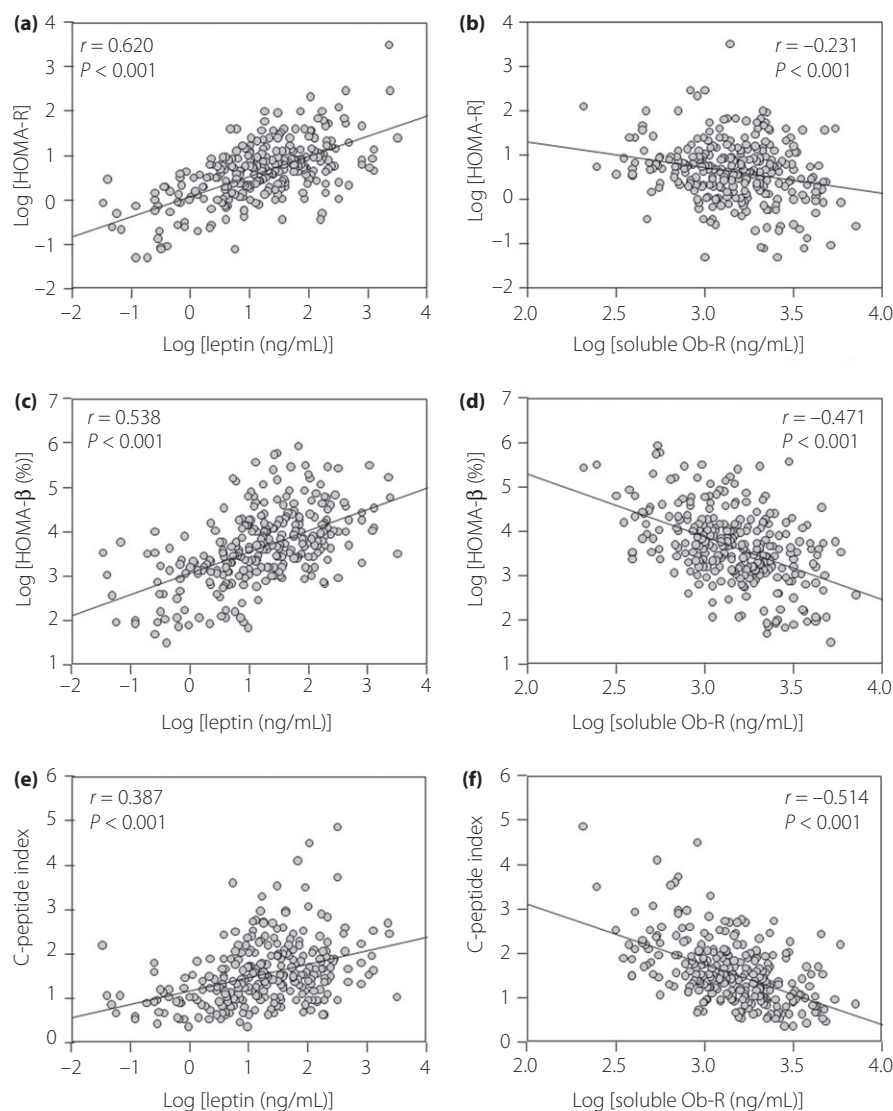 (a)
r = 0.620
P < 0.001
Log [HOMA-R]
4
3
2
1
0
−1
−2
−2 −1 0 1 2 3 4
Log [leptin (ng/mL)]
(b)
r = −0.231
P < 0.001
Log [HOMA-R]
4
3
2
1
0
−1
−2
2.0 2.5 3.0 3.5 4.0
Log [soluble Ob-R (ng/mL)]
(c)
r = 0.538
P < 0.001
Log [HOMA-β (%)]
7
6
5
4
3
2
1
−2 −1 0 1 2 3 4
Log [leptin (ng/mL)]
(d)
r = −0.471
P < 0.001
Log [HOMA-β (%)]
7
6
5
4
3
2
1
2.0 2.5 3.0 3.5 4.0
Log [soluble Ob-R (ng/mL)]
(e)
r = 0.387
P < 0.001
C-peptide index
6
5
4
3
2
1
0
−2 −1 0 1 2 3 4
Log [leptin (ng/mL)]
(f)
r = −0.514
P < 0.001
C-peptide index
6
5
4
3
2
1
0
2.0 2.5 3.0 3.5 4.0
Log [soluble Ob-R (ng/mL)]